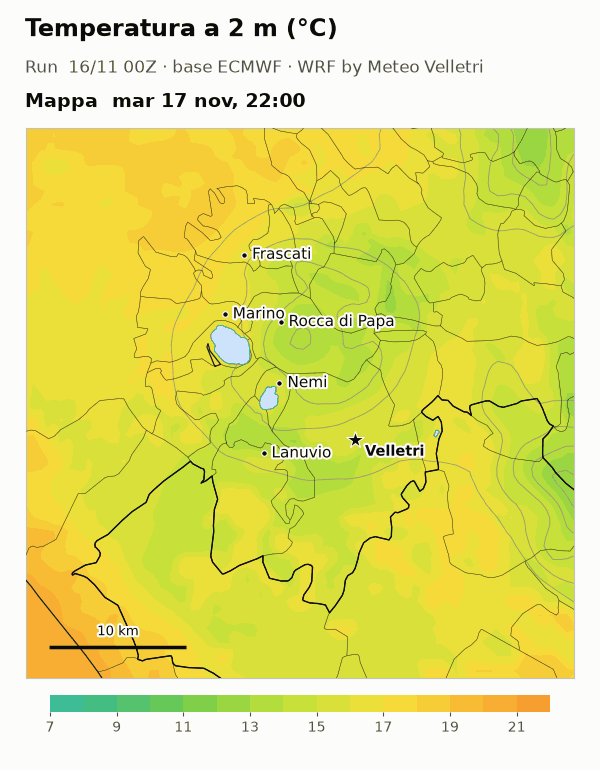 Temperatura a 2 m (°C)
Run  16/11 00Z · base ECMWF · WRF by Meteo Velletri
Mappa  mar 17 nov, 22:00
Frascati
Marino
Rocca di Papa
Nemi
Velletri
Lanuvio
10 km
7 9 11 13 15 17 19 21